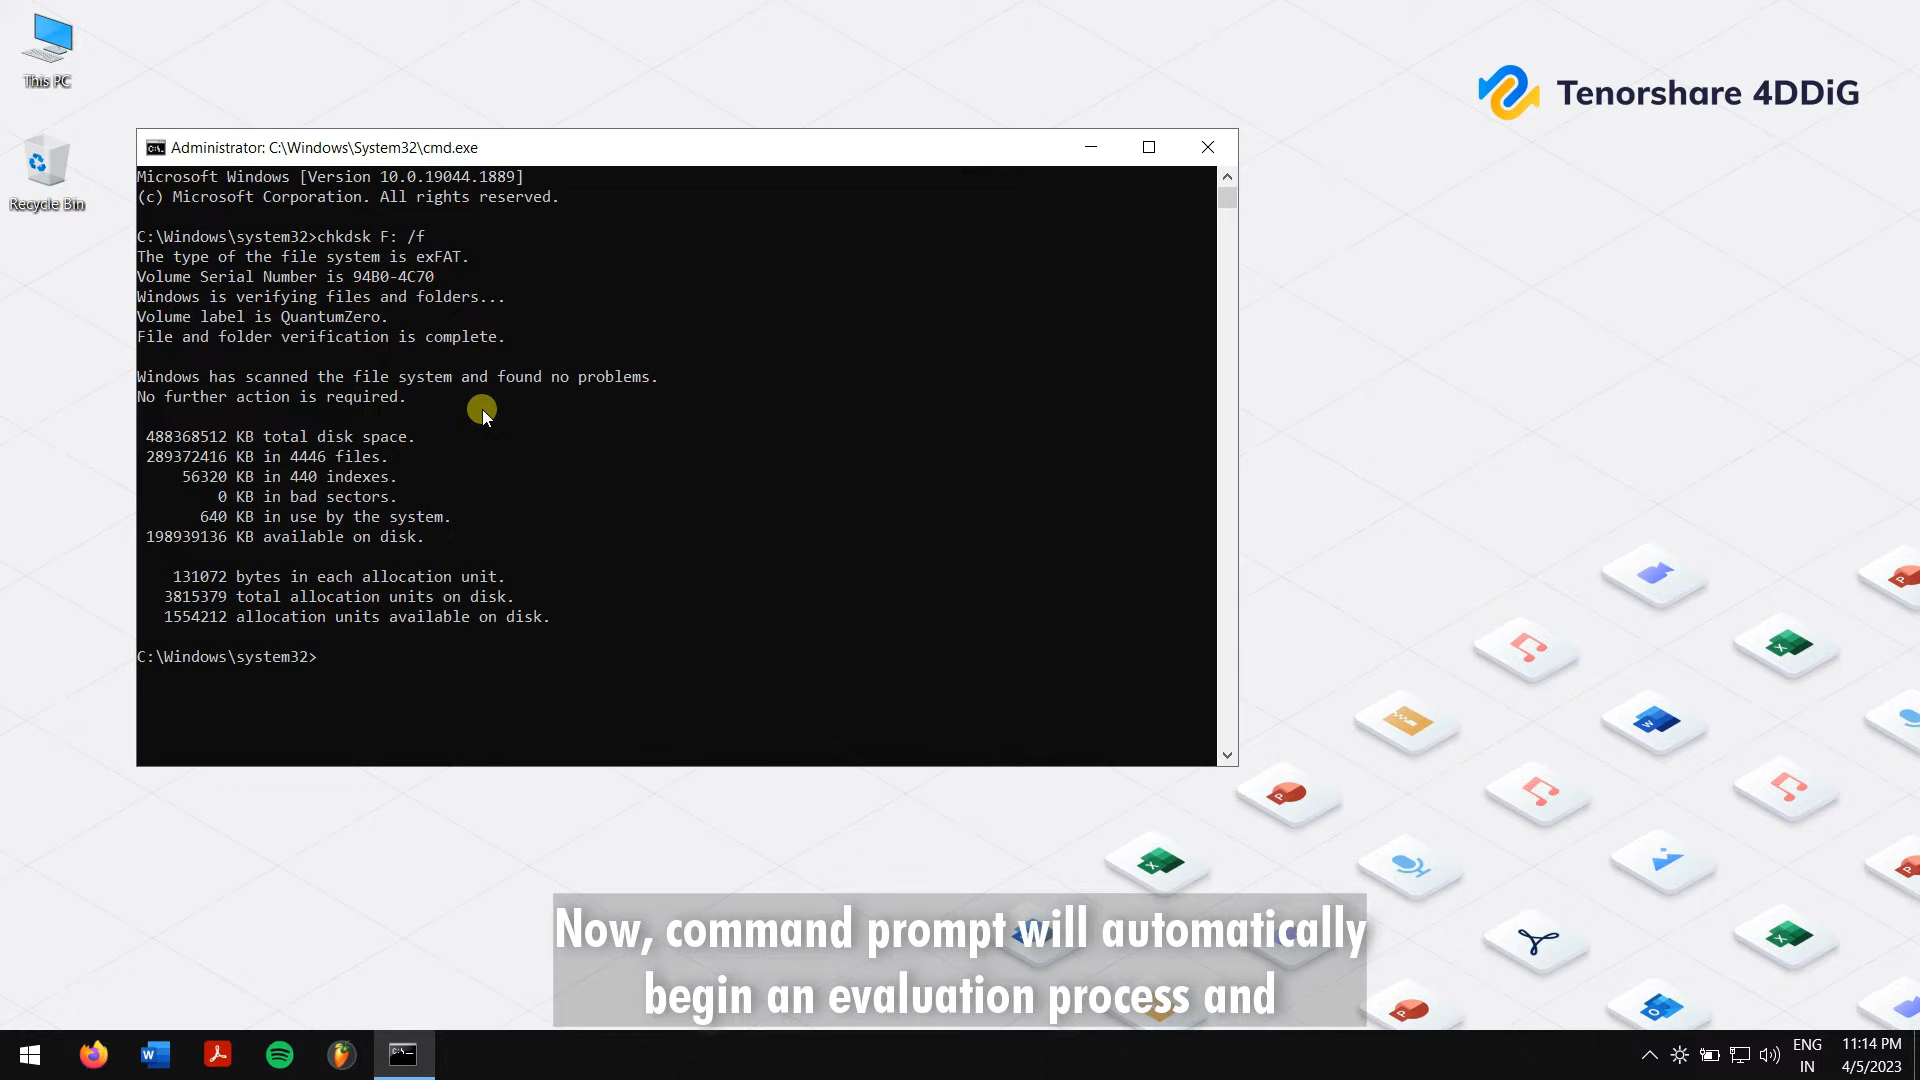 This PC
Recycle Bin
Tenorshare 4DDiG
Administrator: C:\Windows\System32\cmd.exe
Microsoft Windows [Version 10.0.19044.1889]
(c) Microsoft Corporation. All rights reserved.
C:\Windows\system32>chkdsk F: /f
The type of the file system is exFAT.
Volume Serial Number is 94B0-4C70
Windows is verifying files and folders...
Volume label is QuantumZero.
File and folder verification is complete.
Windows has scanned the file system and found no problems.
No further action is required.
488368512 KB total disk space.
289372416 KB in 4446 files.
56320 KB in 440 indexes.
0 KB in bad sectors.
640 KB in use by the system.
198939136 KB available on disk.
131072 bytes in each allocation unit.
3815379 total allocation units on disk.
1554212 allocation units available on disk.
C:\Windows\system32>
Now, command prompt will automatically
begin an evaluation process and
ENG
IN
11:14 PM
4/5/2023